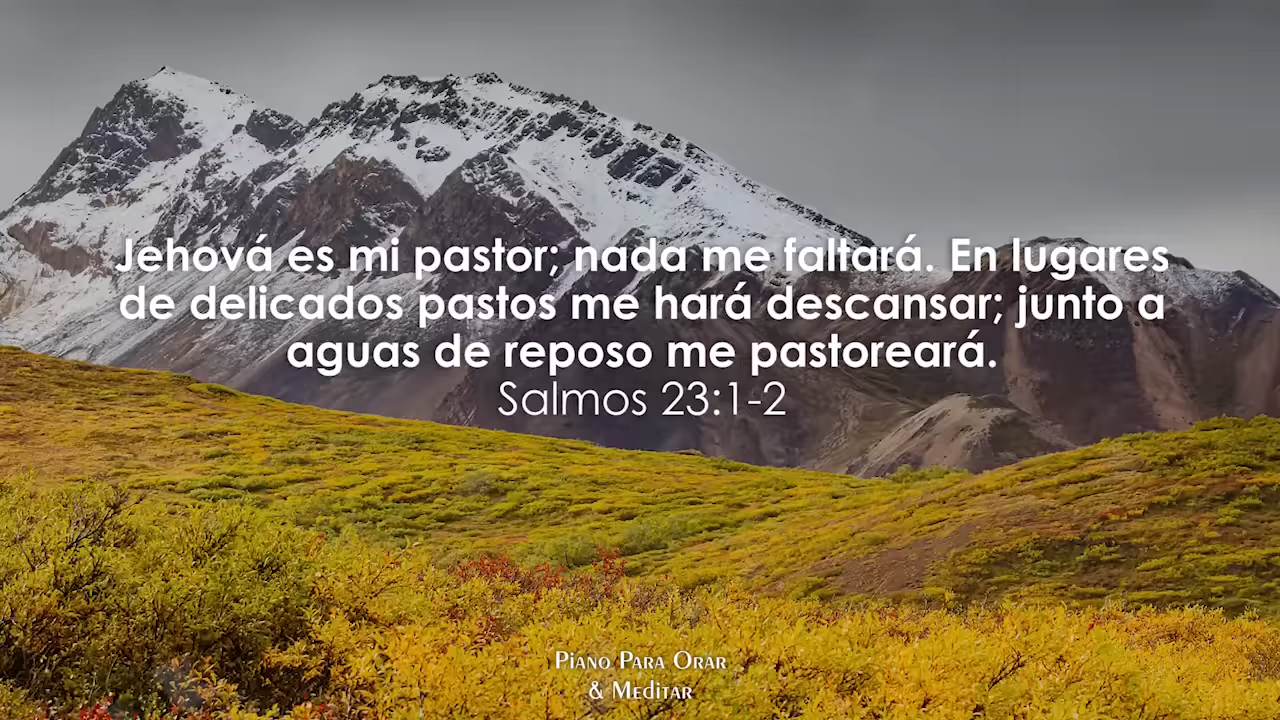 Jehová es mi pastor; nada me faltará. En lugares
de delicados pastos me hará descansar; junto a
aguas de reposo me pastoreará.
Salmos 23:1-2
Piano Para Orar
& Meditar